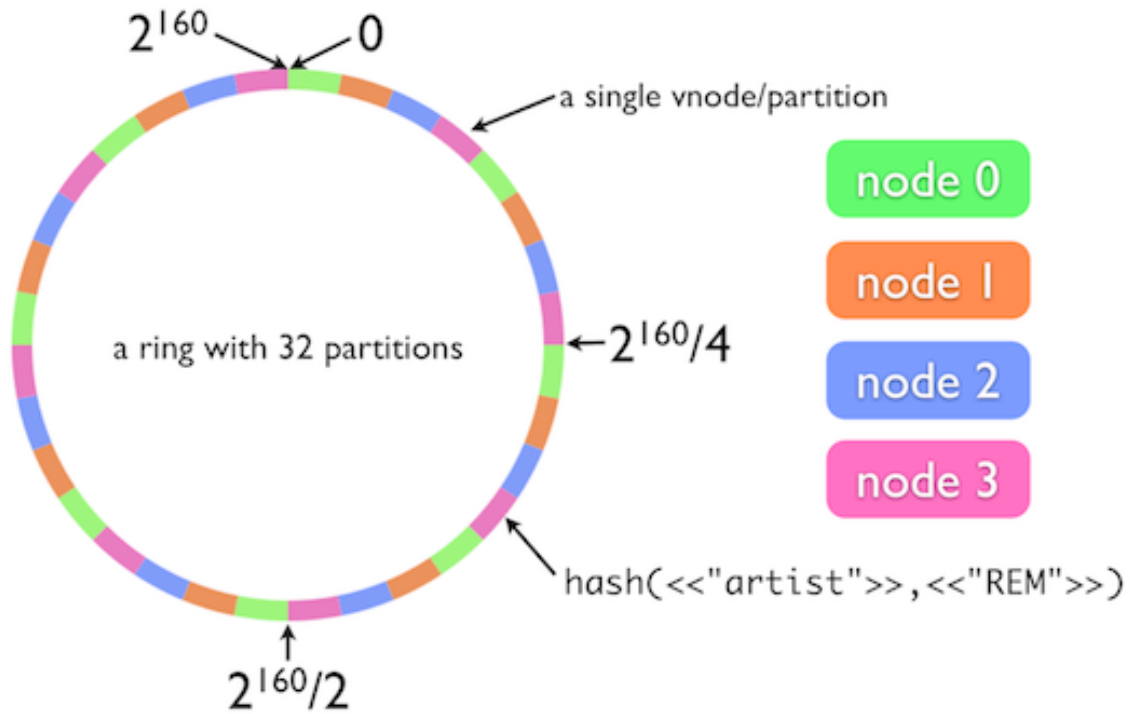 2^160
0
a single vnode/partition
node 0
node 1
a ring with 32 partitions
2^160/4
node 2
node 3
hash(<<"artist">>,<<"REM">>)
2^160/2